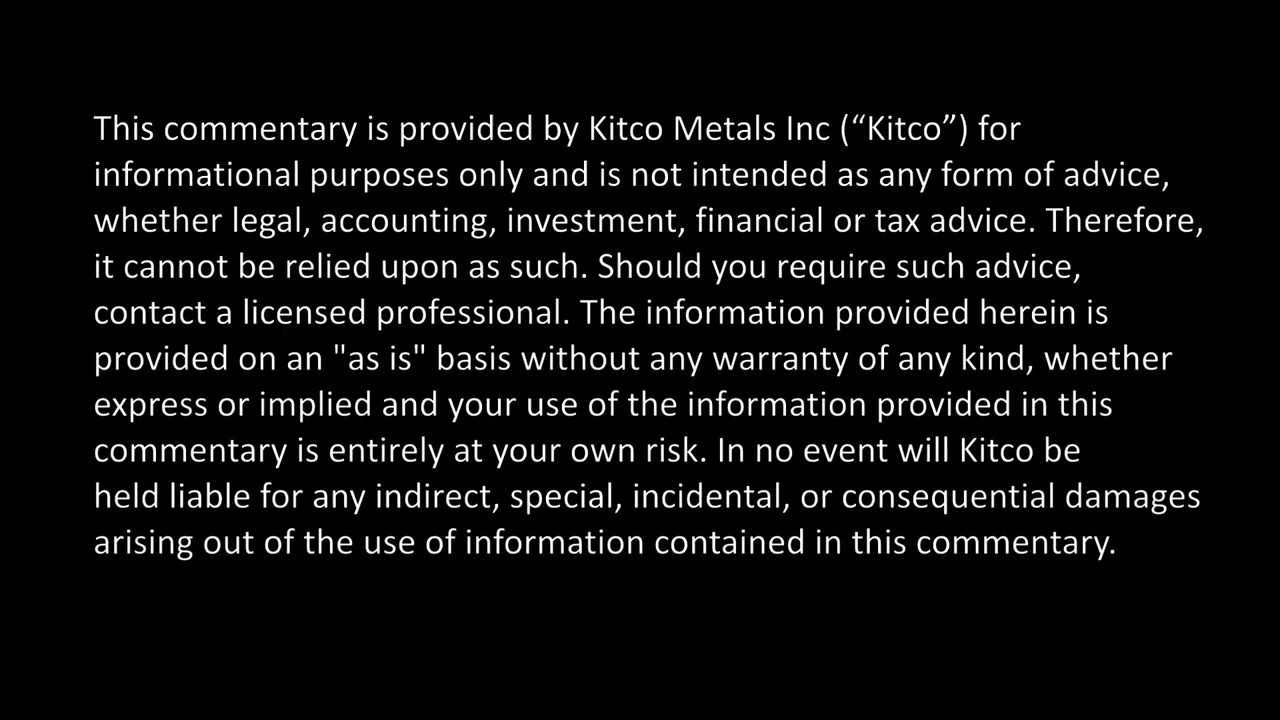 This commentary is provided by Kitco Metals Inc (“Kitco”) for
informational purposes only and is not intended as any form of advice,
whether legal, accounting, investment, financial or tax advice. Therefore,
it cannot be relied upon as such. Should you require such advice,
contact a licensed professional. The information provided herein is
provided on an "as is" basis without any warranty of any kind, whether
express or implied and your use of the information provided in this
commentary is entirely at your own risk. In no event will Kitco be
held liable for any indirect, special, incidental, or consequential damages
arising out of the use of information contained in this commentary.